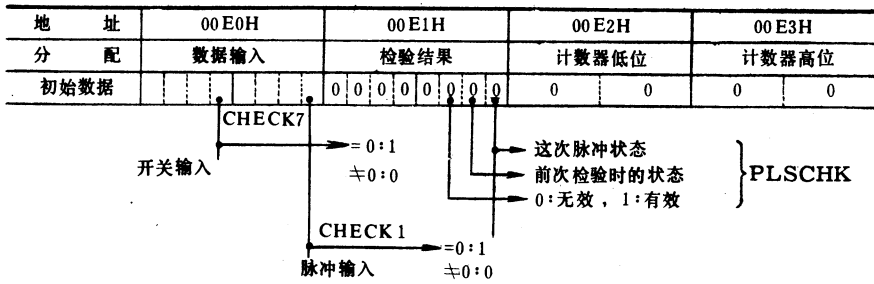 地 址 00E0H 00E1H 00E2H 00E3H
分 配 数据输入 检验结果 计数器低位 计数器高位
初始数据 0 0 0 0 0 0 0 0 0 0 0 0
CHECK7
开关输入 =0:1
≠0:0
这次脉冲状态
前次检验时的状态
0:无效，1:有效
PLSCHK
CHECK1
脉冲输入 =0:1
≠0:0